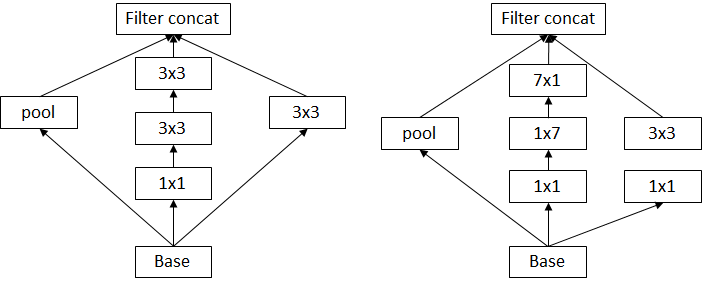 Filter concat
3x3
pool
3x3
3x3
1x1
Base
Filter concat
7x1
pool
1x7
3x3
1x1
1x1
Base